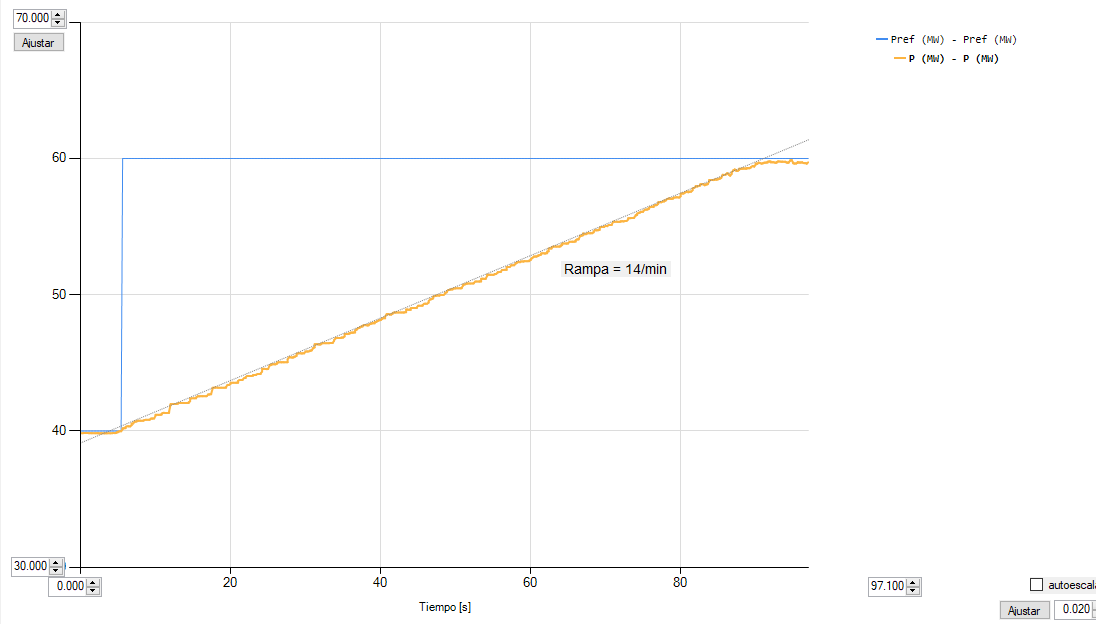 70.000
Ajustar
Pref (MW) - Pref (MW)
P (MW) - P (MW)
60
Rampa = 14/min
50
40
30.000
0.000
20
40
60
80
97.100
autoescala
Tiempo [s]
Ajustar
0.020